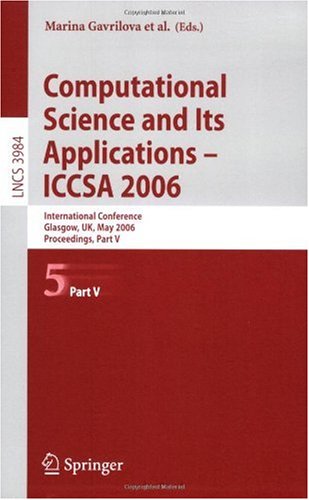 Marina Gavrilova et al. (Eds.)
LNCS 3984
Computational
Science and Its
Applications –
ICCSA 2006
International Conference
Glasgow, UK, May 2006
Proceedings, Part V
5 Part V
Springer